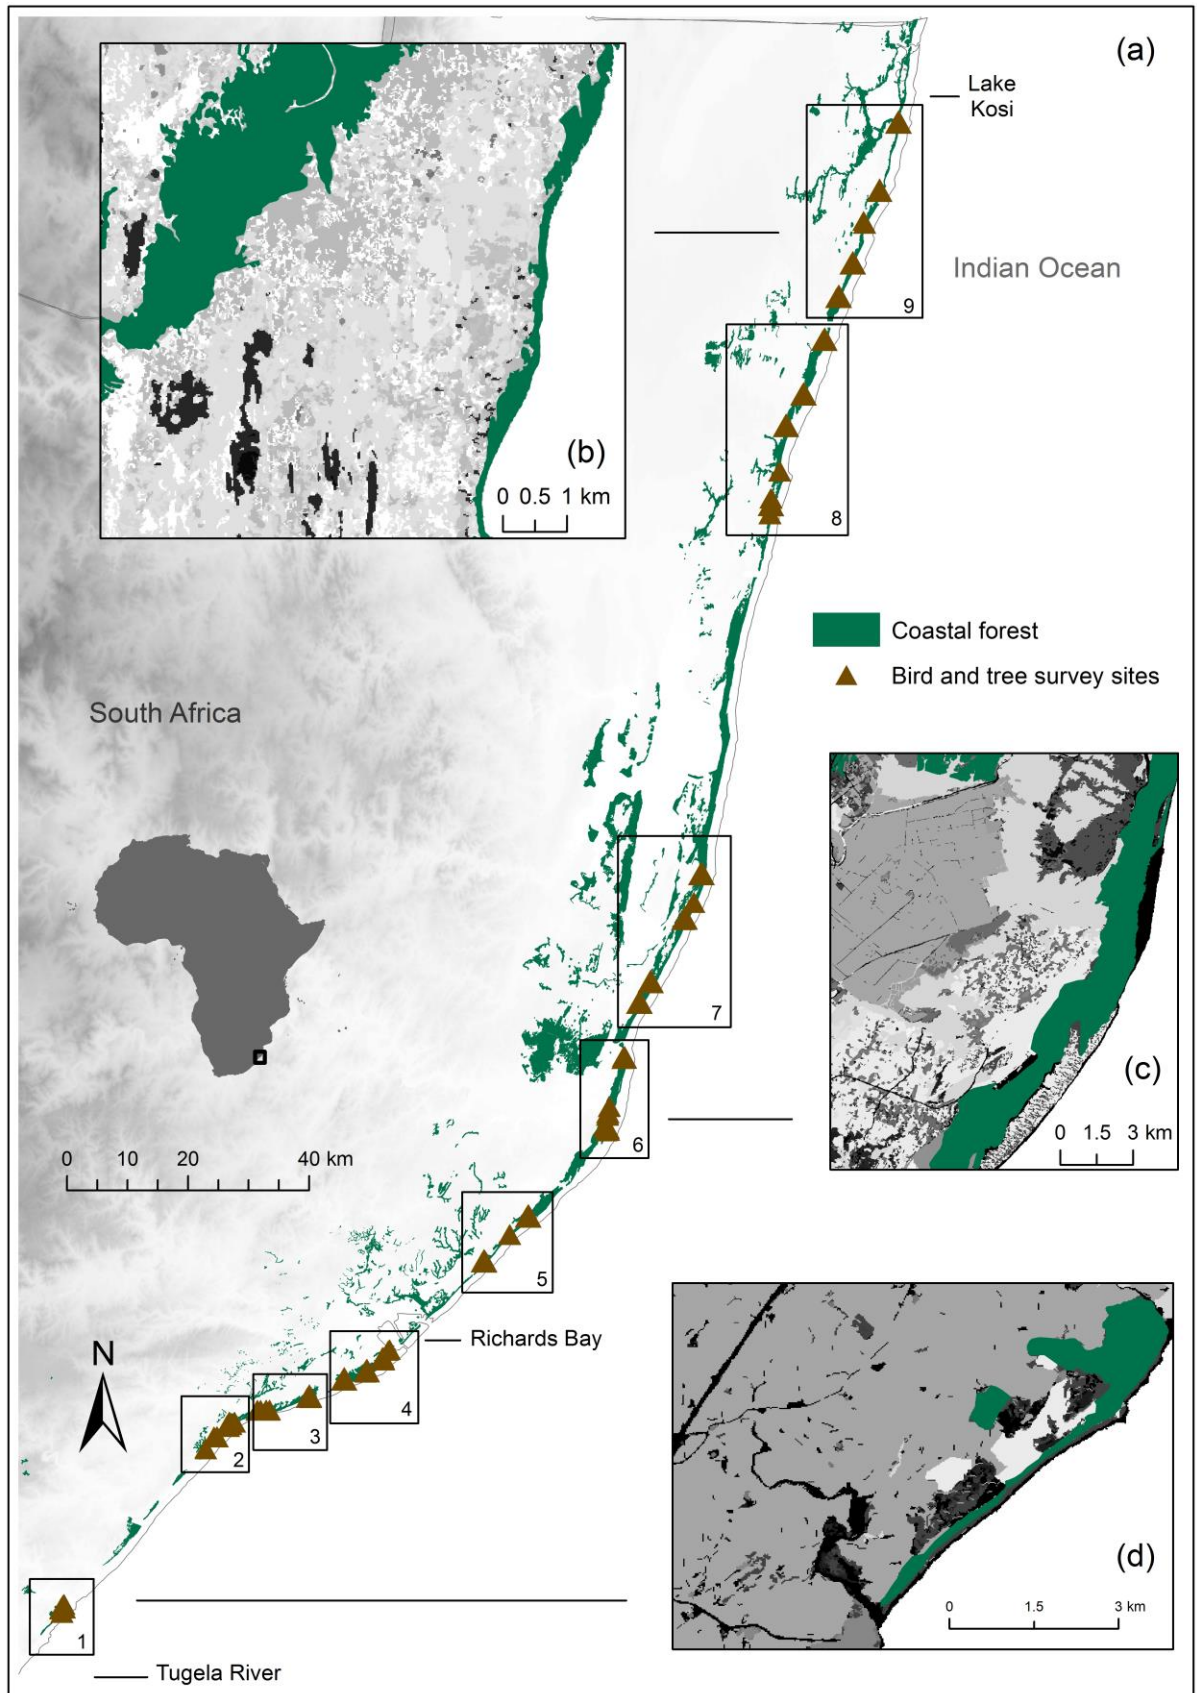 (a)
Lake
Kosi
Indian Ocean
9
(b)
0 0.5 1 km
8
Coastal forest
Bird and tree survey sites
South Africa
7
(c)
0 1.5 3 km
6
0 10 20 40 km
5
Richards Bay
N
4
3
2
(d)
0 1.5 3 km
1
Tugela River